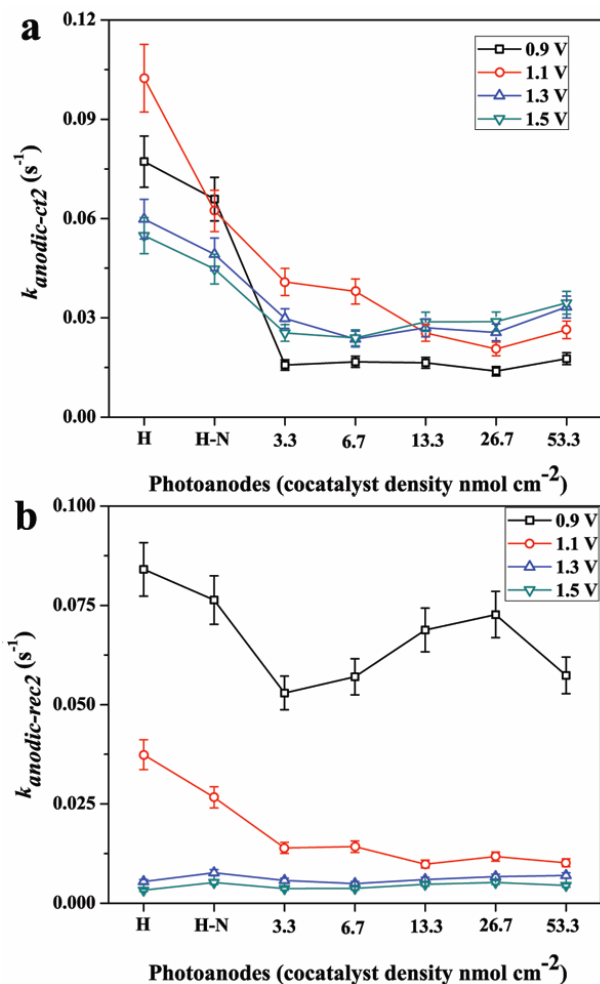 a
0.12
0.09
0.06
0.03
0.00
k_anodic-ct2 (s⁻¹)
0.9 V
1.1 V
1.3 V
1.5 V
H H-N 3.3 6.7 13.3 26.7 53.3
Photoanodes (cocatalyst density nmol cm⁻²)
b
0.100
0.075
0.050
0.025
0.000
k_anodic-rec2 (s⁻¹)
0.9 V
1.1 V
1.3 V
1.5 V
H H-N 3.3 6.7 13.3 26.7 53.3
Photoanodes (cocatalyst density nmol cm⁻²)